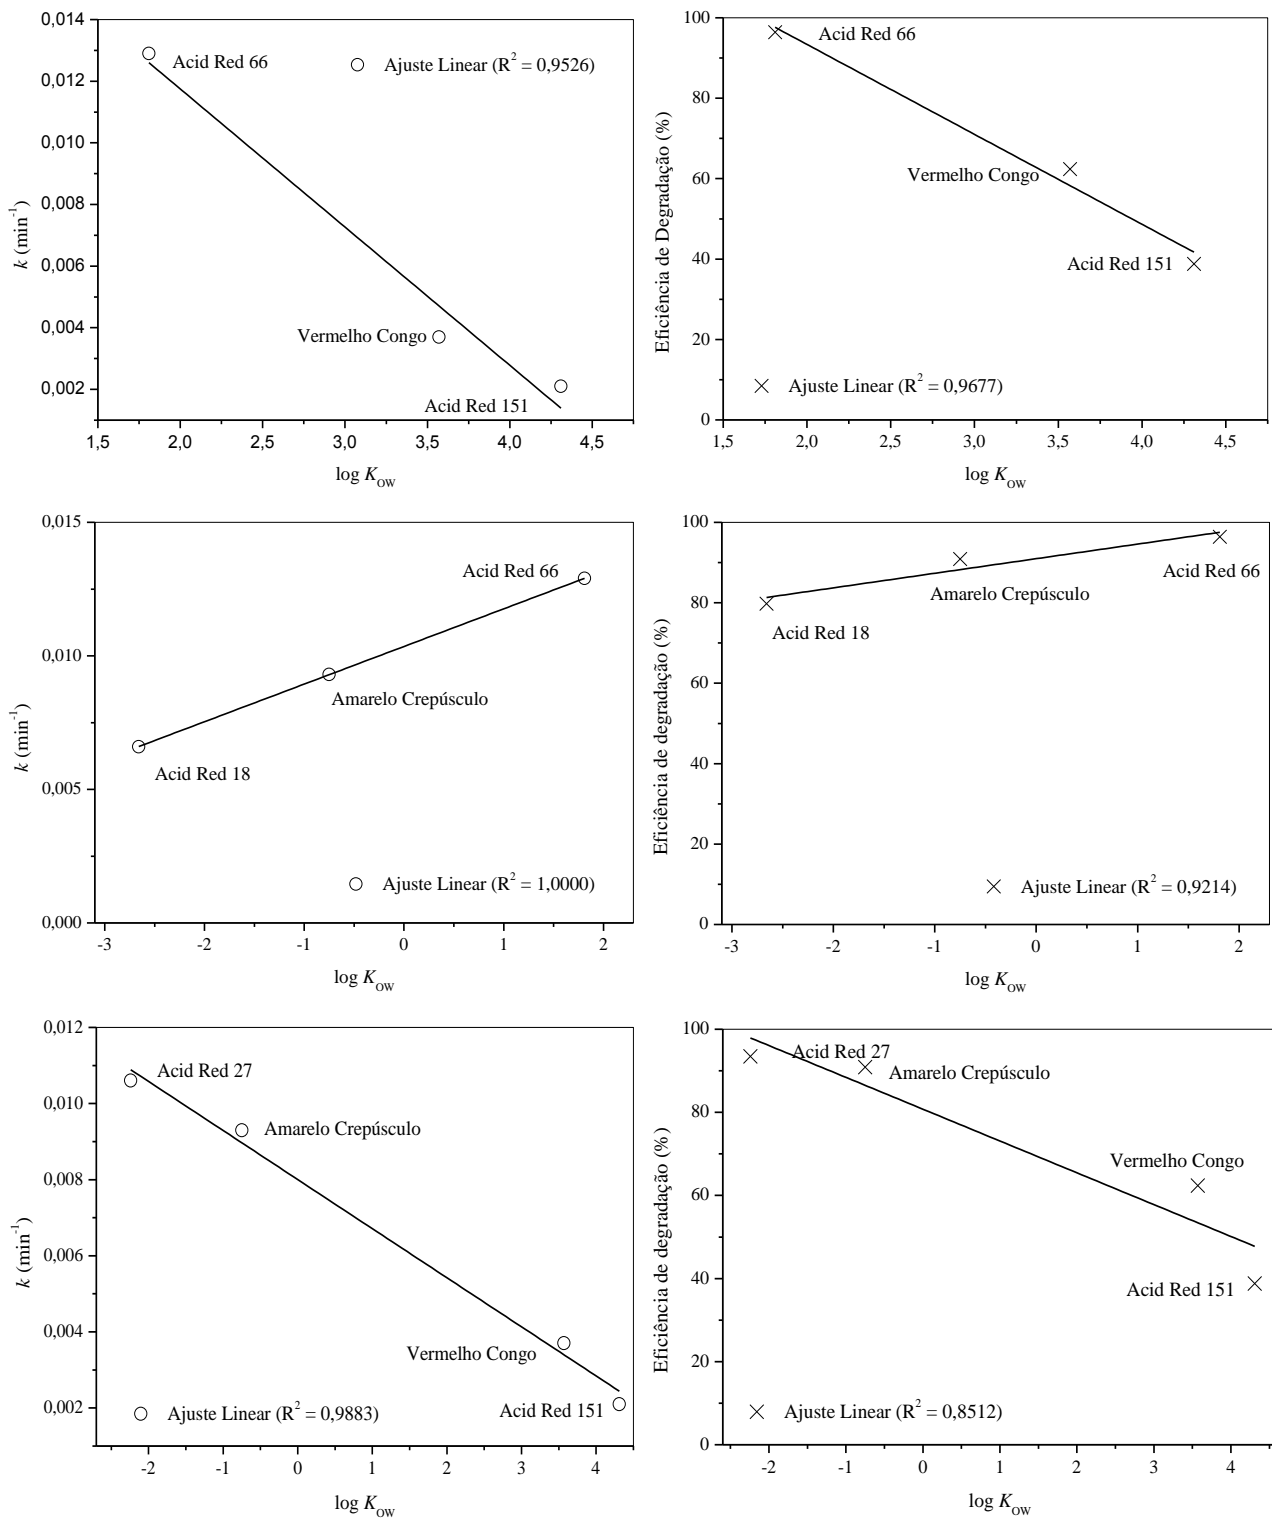 0,014
0,012
0,010
0,008
0,006
0,004
0,002
k (min-1)
Acid Red 66
Ajuste Linear (R2 = 0,9526)
Vermelho Congo
Acid Red 151
1,5 2,0 2,5 3,0 3,5 4,0 4,5
log KOW
100
80
60
40
20
0
Eficiência de Degradação (%)
Acid Red 66
Vermelho Congo
Acid Red 151
Ajuste Linear (R2 = 0,9677)
1,5 2,0 2,5 3,0 3,5 4,0 4,5
log KOW
0,015
0,010
0,005
0,000
k (min-1)
Acid Red 66
Amarelo Crepúsculo
Acid Red 18
Ajuste Linear (R2 = 1,0000)
-3 -2 -1 0 1 2
log KOW
100
80
60
40
20
0
Eficiência de degradação (%)
Acid Red 66
Amarelo Crepúsculo
Acid Red 18
Ajuste Linear (R2 = 0,9214)
-3 -2 -1 0 1 2
log KOW
0,012
0,010
0,008
0,006
0,004
0,002
k (min-1)
Acid Red 27
Amarelo Crepúsculo
Vermelho Congo
Acid Red 151
Ajuste Linear (R2 = 0,9883)
-2 -1 0 1 2 3 4
log KOW
100
80
60
40
20
0
Eficiência de degradação (%)
Acid Red 27
Amarelo Crepúsculo
Vermelho Congo
Acid Red 151
Ajuste Linear (R2 = 0,8512)
-2 -1 0 1 2 3 4
log KOW